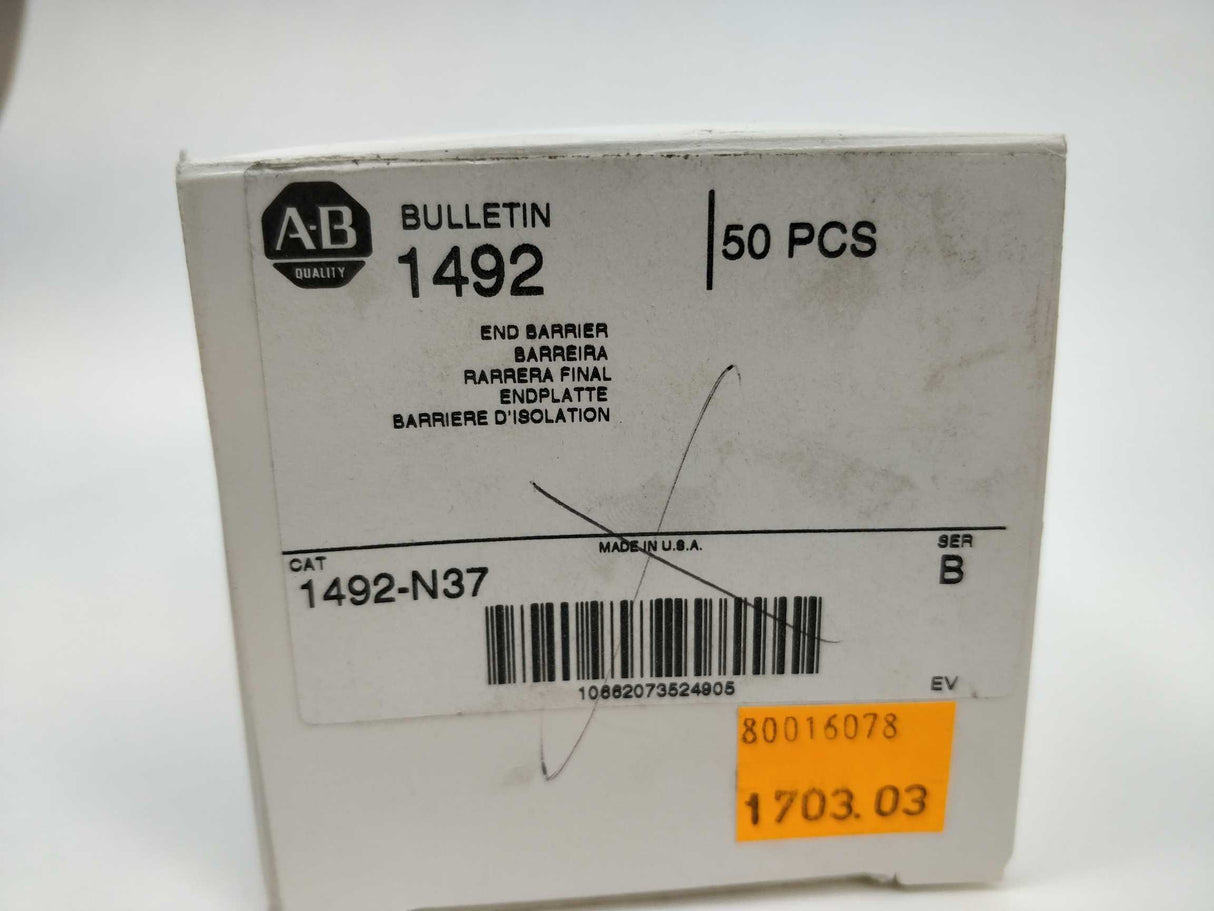 A-B
QUALITY
BULLETIN
1492
50 PCS
END BARRIER
BARREIRA
RARRERA FINAL
ENDPLATTE
BARRIERE D'ISOLATION
MADE IN U.S.A.
CAT
1492-N37
SER
B
10662073524905
EV
80016078
1703.03